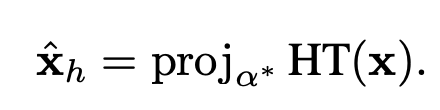 x̂_h = proj_{α*} HT(x).